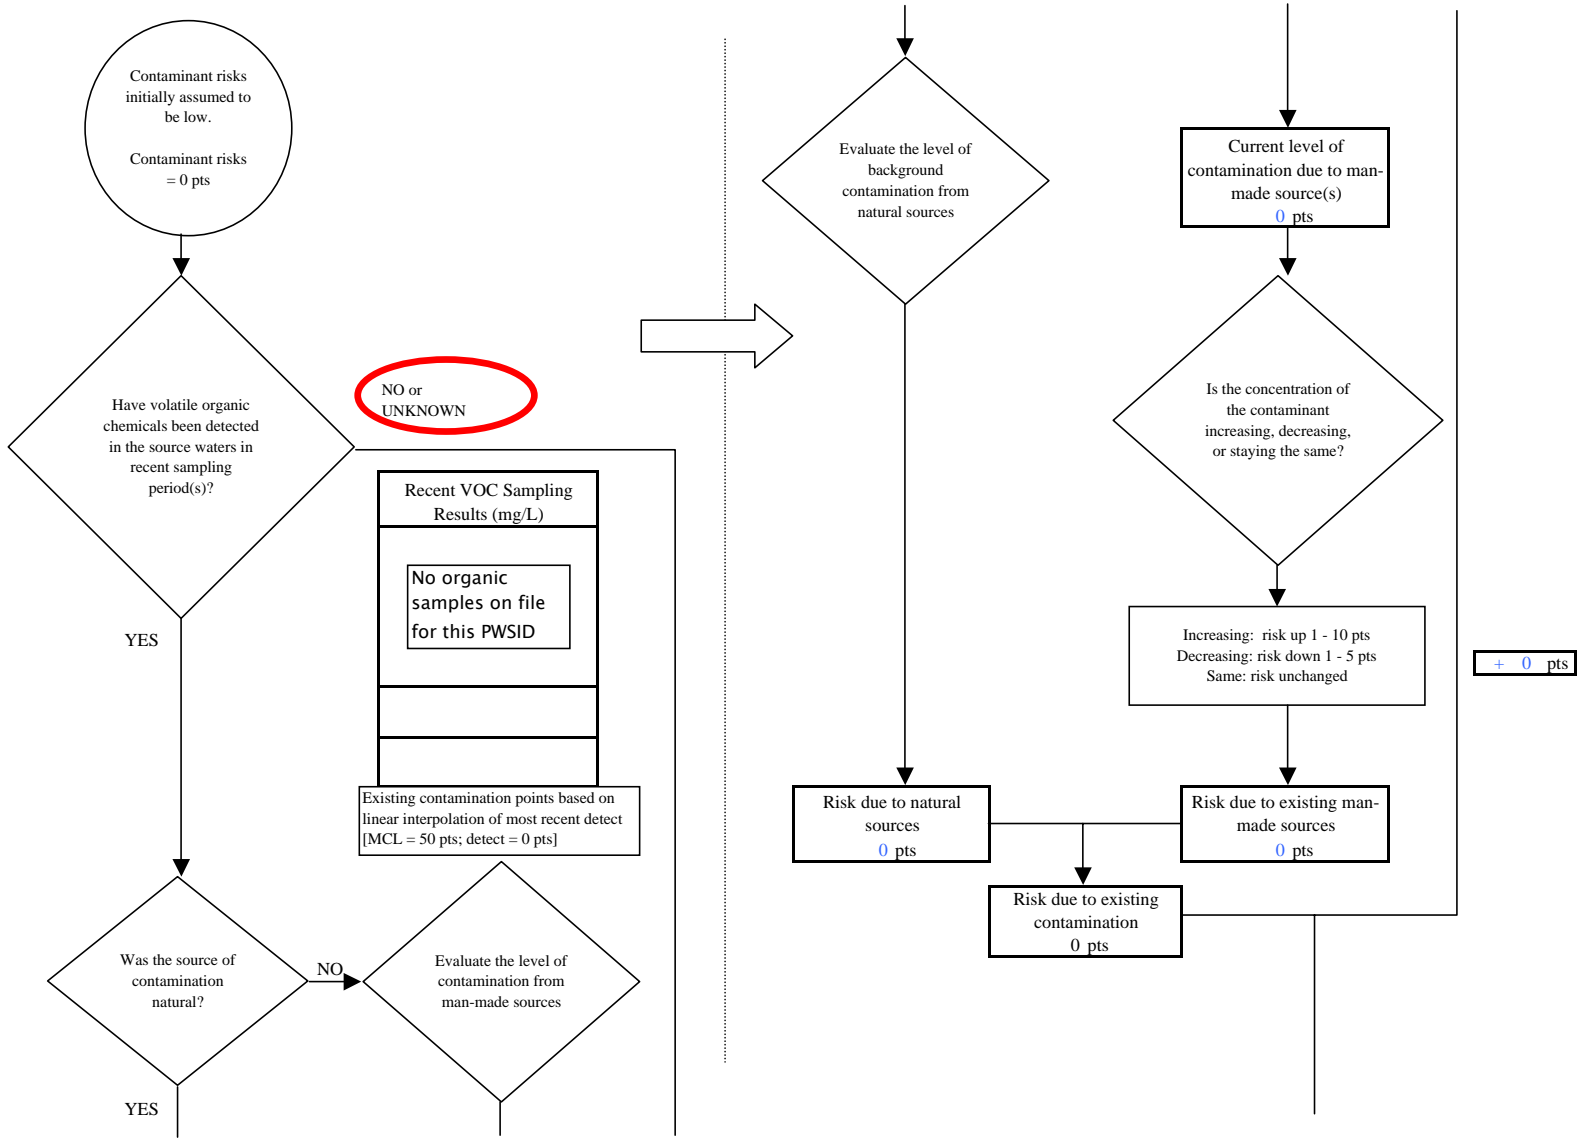 Contaminant risks
initially assumed to
be low.
Contaminant risks
= 0 pts
Have volatile organic
chemicals been detected
in the source waters in
recent sampling
period(s)?
NO or
UNKNOWN
YES
Recent VOC Sampling
Results (mg/L)
No organic
samples on file
for this PWSID
Existing contamination points based on
linear interpolation of most recent detect
[MCL = 50 pts; detect = 0 pts]
Was the source of
contamination
natural?
NO
YES
Evaluate the level of
contamination from
man-made sources
Evaluate the level of
background
contamination from
natural sources
Current level of
contamination due to man-
made source(s)
0 pts
Is the concentration of
the contaminant
increasing, decreasing,
or staying the same?
Increasing: risk up 1 - 10 pts
Decreasing: risk down 1 - 5 pts
Same: risk unchanged
+ 0 pts
Risk due to natural
sources
0 pts
Risk due to existing man-
made sources
0 pts
Risk due to existing
contamination
0 pts